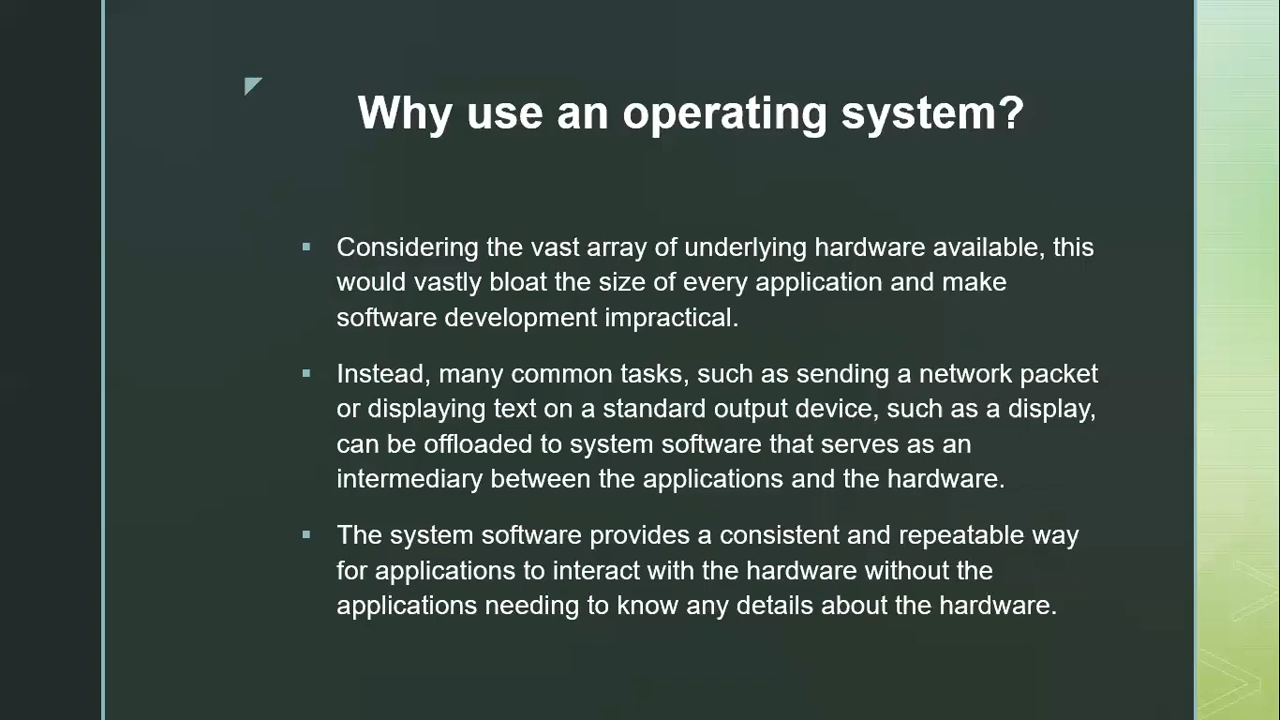 Why use an operating system?
▪ Considering the vast array of underlying hardware available, this
would vastly bloat the size of every application and make
software development impractical.
▪ Instead, many common tasks, such as sending a network packet
or displaying text on a standard output device, such as a display,
can be offloaded to system software that serves as an
intermediary between the applications and the hardware.
▪ The system software provides a consistent and repeatable way
for applications to interact with the hardware without the
applications needing to know any details about the hardware.